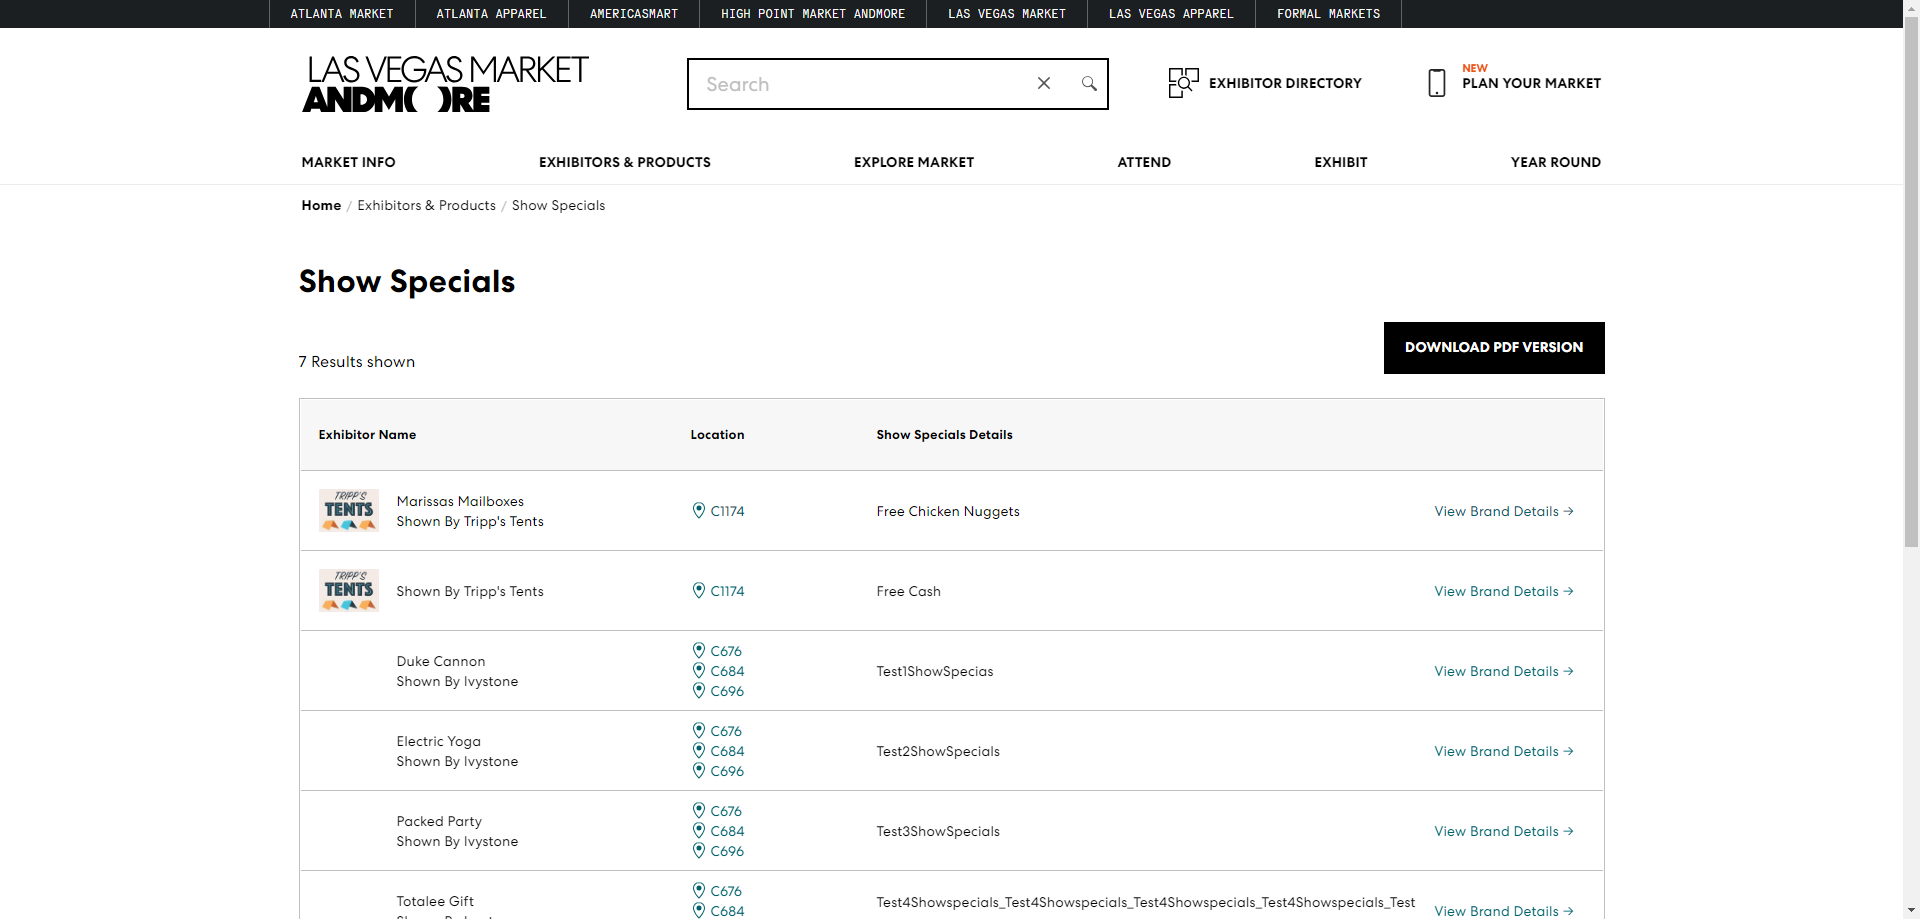 ATLANTA MARKET
ATLANTA APPAREL
AMERICASMART
HIGH POINT MARKET ANDMORE
LAS VEGAS MARKET
LAS VEGAS APPAREL
FORMAL MARKETS
LAS VEGAS MARKET
ANDMORE
Search
EXHIBITOR DIRECTORY
NEW
PLAN YOUR MARKET
MARKET INFO
EXHIBITORS & PRODUCTS
EXPLORE MARKET
ATTEND
EXHIBIT
YEAR ROUND
Home / Exhibitors & Products / Show Specials
Show Specials
7 Results shown
DOWNLOAD PDF VERSION
Exhibitor Name
Location
Show Specials Details
TRIPP'S
TENTS
Marissas Mailboxes
Shown By Tripp's Tents
C1174
Free Chicken Nuggets
View Brand Details →
TRIPP'S
TENTS
Shown By Tripp's Tents
C1174
Free Cash
View Brand Details →
Duke Cannon
Shown By Ivystone
C676
C684
C696
Test1ShowSpecias
View Brand Details →
Electric Yoga
Shown By Ivystone
C676
C684
C696
Test2ShowSpecials
View Brand Details →
Packed Party
Shown By Ivystone
C676
C684
C696
Test3ShowSpecials
View Brand Details →
Totalee Gift
C676
C684
Test4Showspecials_Test4Showspecials_Test4Showspecials_Test4Showspecials_Test
View Brand Details →